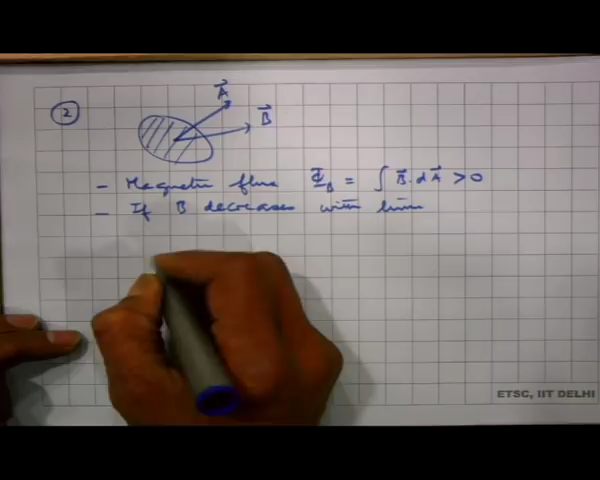 2
A⃗
B⃗
- Magnetic flux Φ_B = ∫ B⃗. dA⃗ > 0
- If B decreases with time
ETSC, IIT DELHI